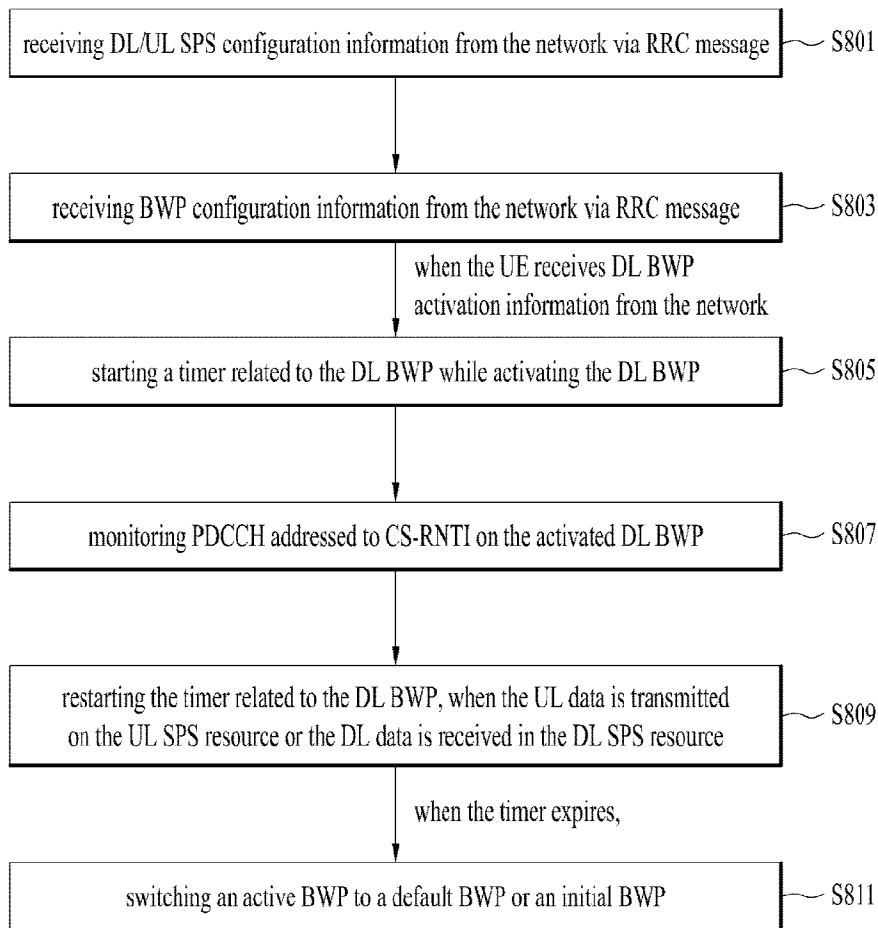 receiving DL/UL SPS configuration information from the network via RRC message
S801
receiving BWP configuration information from the network via RRC message
S803
when the UE receives DL BWP
activation information from the network
starting a timer related to the DL BWP while activating the DL BWP
S805
monitoring PDCCH addressed to CS-RNTI on the activated DL BWP
S807
restarting the timer related to the DL BWP, when the UL data is transmitted
on the UL SPS resource or the DL data is received in the DL SPS resource
S809
when the timer expires,
switching an active BWP to a default BWP or an initial BWP
S811